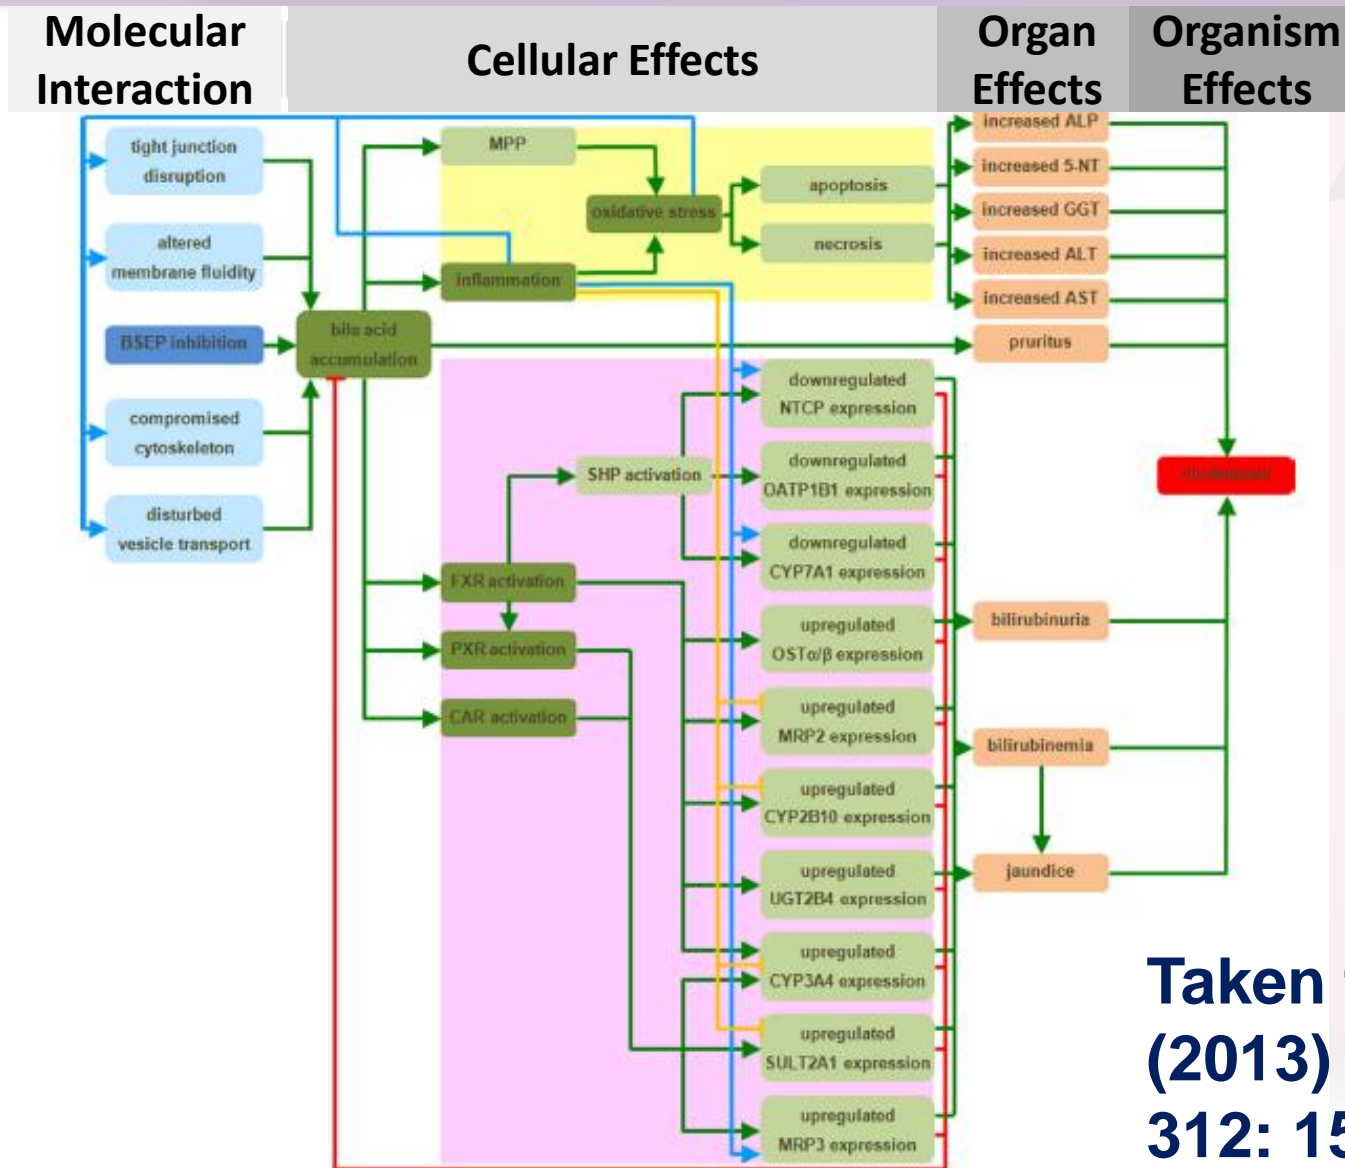 Molecular
Interaction
Cellular Effects
Organ
Effects
Organism
Effects
tight junction
disruption
altered
membrane fluidity
BSEP inhibition
compromised
cytoskeleton
disturbed
vesicle transport
bile acid
accumulation
MPP
oxidative stress
inflammation
apoptosis
necrosis
SHP activation
FXR activation
PXR activation
CAR activation
downregulated
NTCP expression
downregulated
OATP1B1 expression
downregulated
CYP7A1 expression
upregulated
OSTα/β expression
upregulated
MRP2 expression
upregulated
CYP2B10 expression
upregulated
UGT2B4 expression
upregulated
CYP3A4 expression
upregulated
SULT2A1 expression
upregulated
MRP3 expression
increased ALP
increased 5-NT
increased GGT
increased ALT
increased AST
pruritus
bilirubinuria
bilirubinemia
jaundice
Taken
(2013)
312: 15